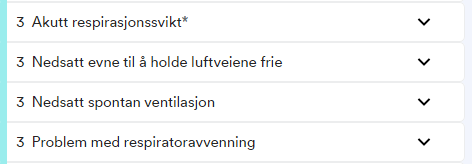 3 Akutt respirasjonssvikt*
3 Nedsatt evne til å holde luftveiene frie
3 Nedsatt spontan ventilasjon
3 Problem med respiratoravvenning